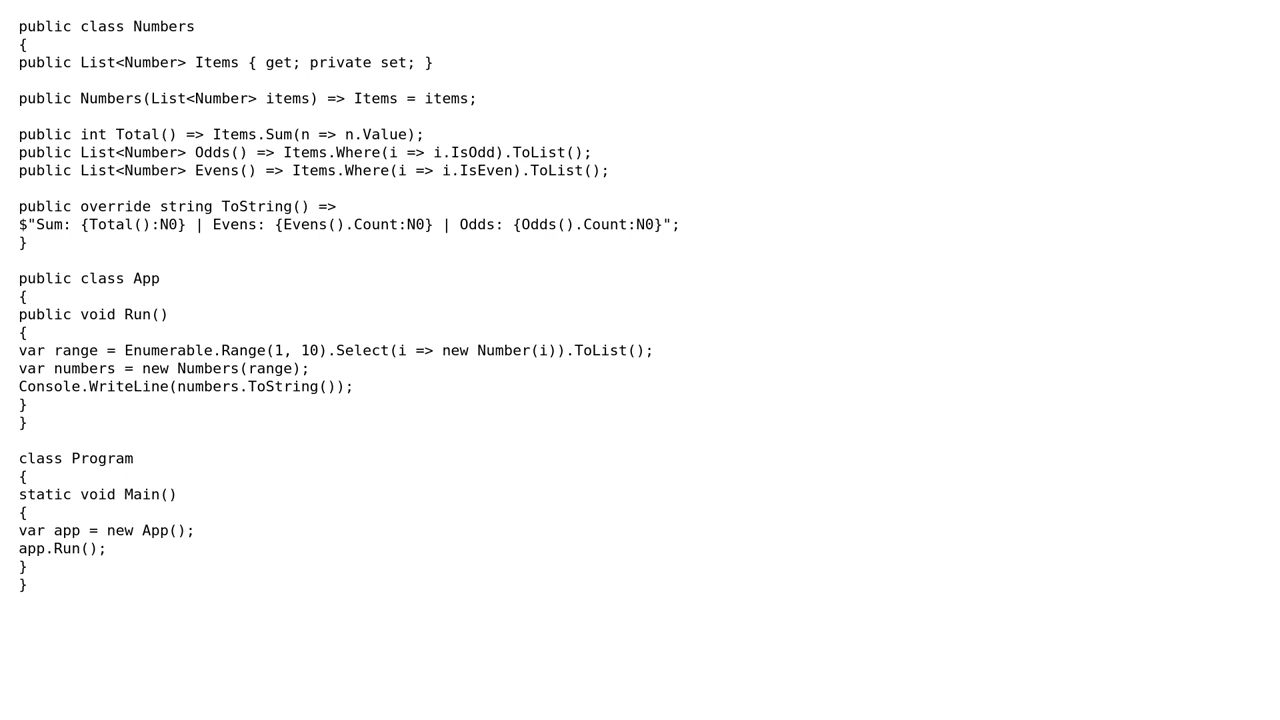 public class Numbers
{
public List<Number> Items { get; private set; }

public Numbers(List<Number> items) => Items = items;

public int Total() => Items.Sum(n => n.Value);
public List<Number> Odds() => Items.Where(i => i.IsOdd).ToList();
public List<Number> Evens() => Items.Where(i => i.IsEven).ToList();

public override string ToString() =>
$"Sum: {Total():N0} | Evens: {Evens().Count:N0} | Odds: {Odds().Count:N0}";
}

public class App
{
public void Run()
{
var range = Enumerable.Range(1, 10).Select(i => new Number(i)).ToList();
var numbers = new Numbers(range);
Console.WriteLine(numbers.ToString());
}
}

class Program
{
static void Main()
{
var app = new App();
app.Run();
}
}